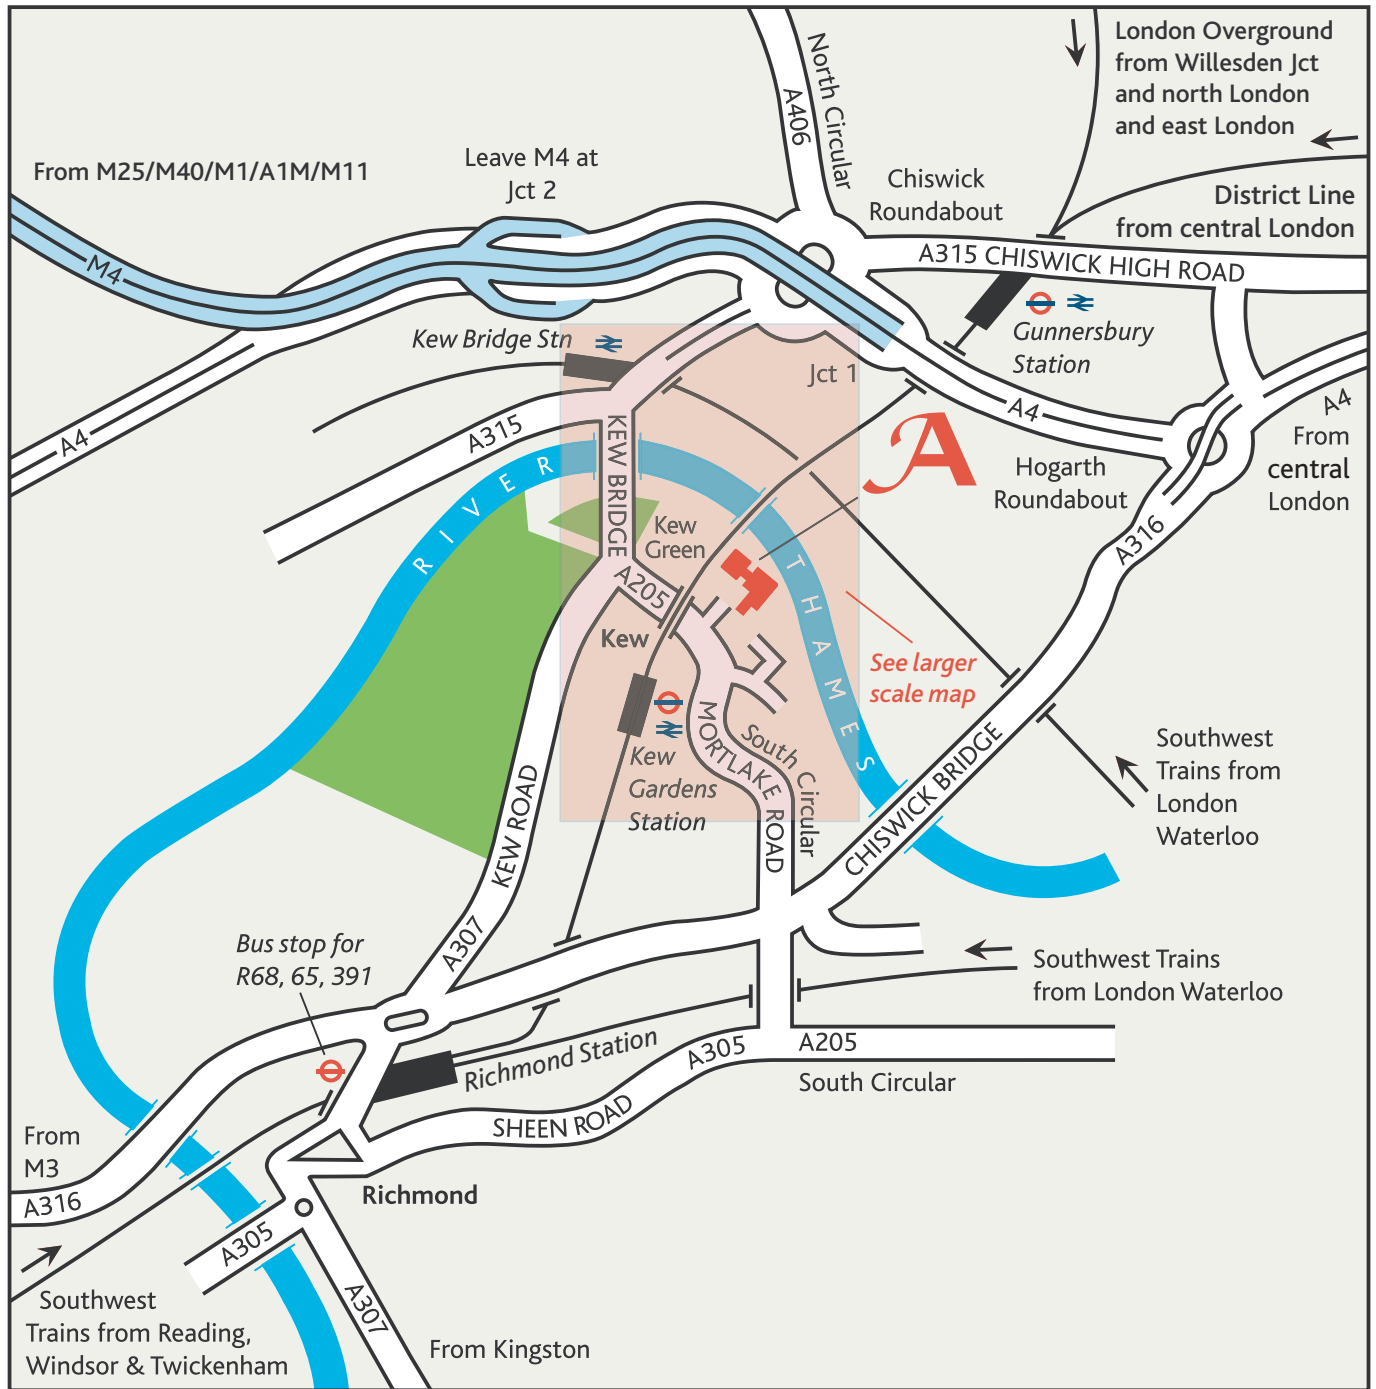 London Overground
from Willesden Jct
and north London
and east London
North Circular
A406
From M25/M40/M1/A1M/M11
Leave M4 at
Jct 2
Chiswick
Roundabout
District Line
from central London
A315 CHISWICK HIGH ROAD
M4
Kew Bridge Stn
Gunnersbury
Station
Jct 1
A4
A4
A4
From
central
London
A315
KEW BRIDGE
A
Hogarth
Roundabout
RIVER
THAMES
Kew
Green
A316
A205
Kew
See larger
scale map
MORTLAKE ROAD
South Circular
Kew
Gardens
Station
CHISWICK BRIDGE
Southwest
Trains from
London
Waterloo
KEW ROAD
A307
Bus stop for
R68, 65, 391
Southwest Trains
from London Waterloo
Richmond Station
A305
A205
South Circular
SHEEN ROAD
From
M3
A316
Richmond
A305
A307
Southwest
Trains from Reading,
Windsor & Twickenham
From Kingston